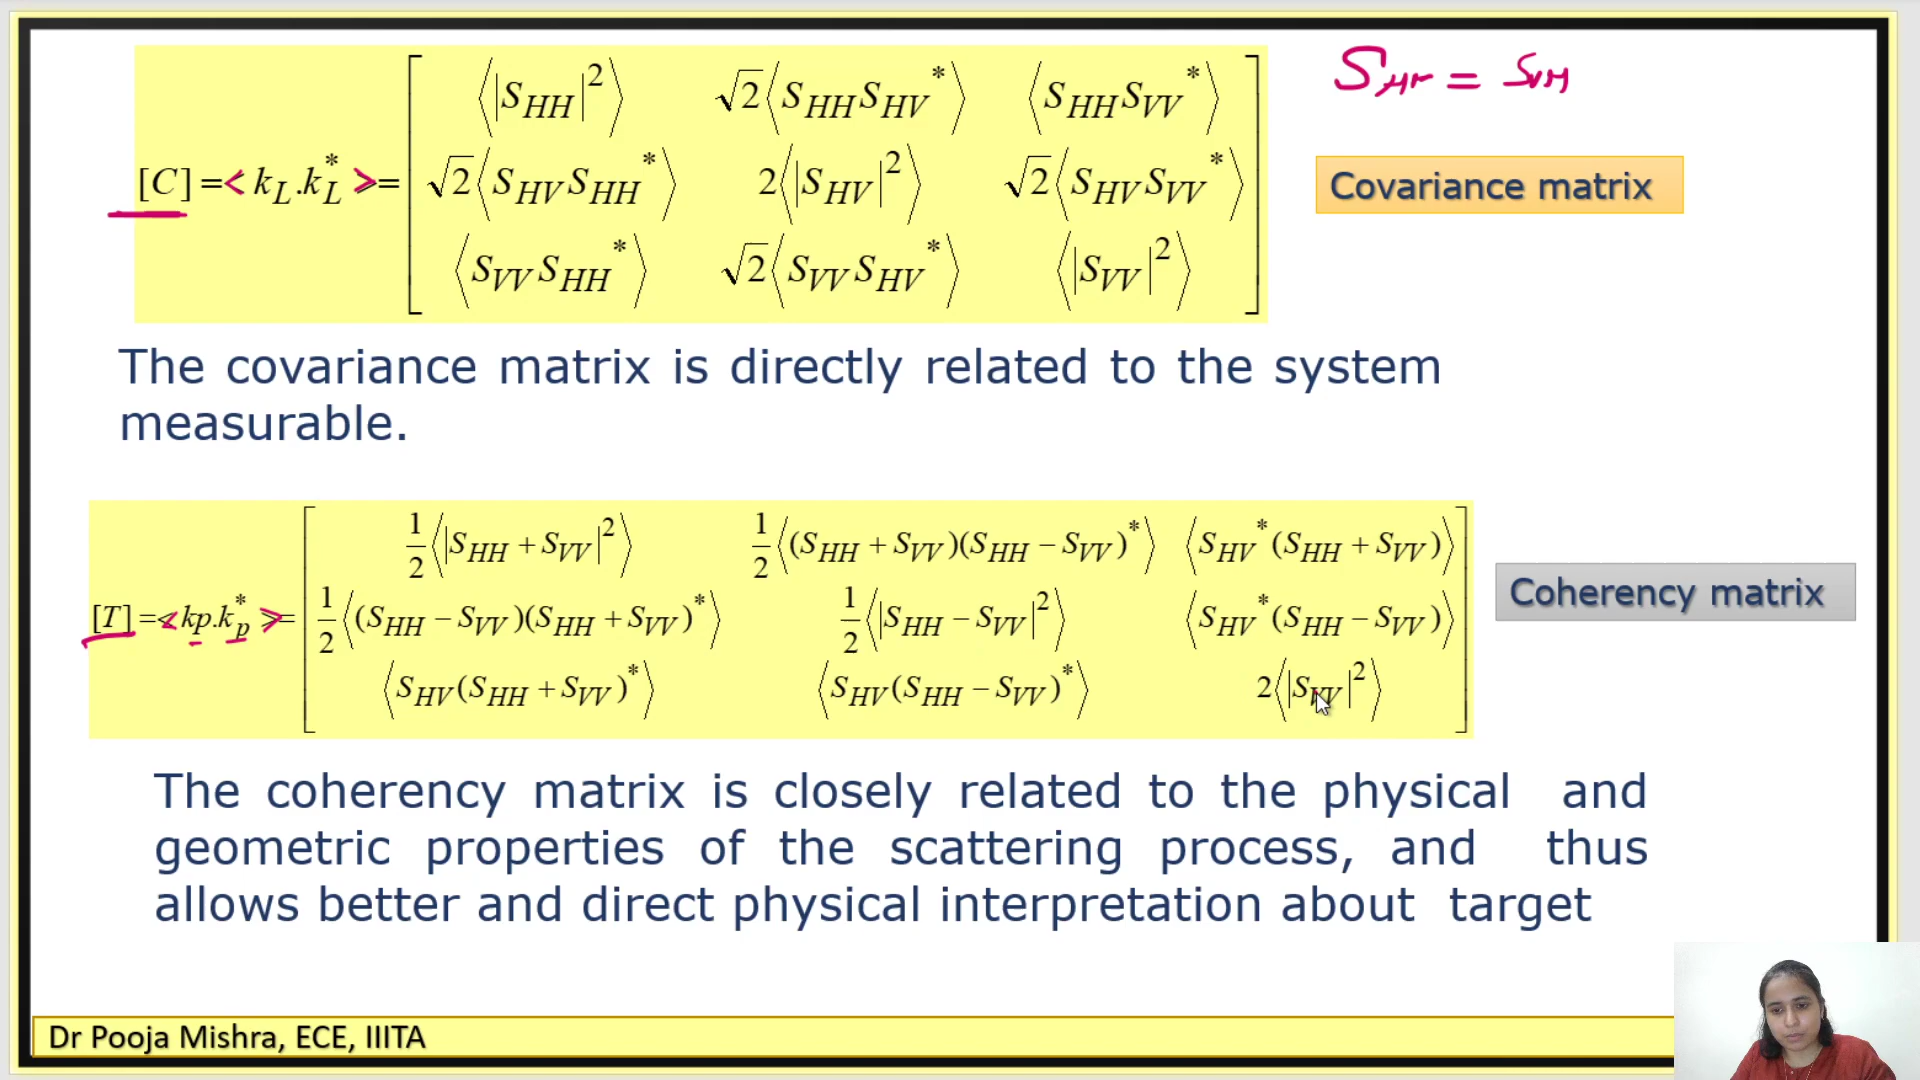 [C] =< k_L.k_L^* >= [ ⟨|S_HH|^2⟩ √2⟨S_HH S_HV^*⟩ ⟨S_HH S_VV^*⟩
√2⟨S_HV S_HH^*⟩ 2⟨|S_HV|^2⟩ √2⟨S_HV S_VV^*⟩
⟨S_VV S_HH^*⟩ √2⟨S_VV S_HV^*⟩ ⟨|S_VV|^2⟩ ]
S_HV = S_VH
Covariance matrix
The covariance matrix is directly related to the system
measurable.
[T] =< kp.k_p^* >= [ 1/2⟨|S_HH + S_VV|^2⟩ 1/2⟨(S_HH + S_VV)(S_HH − S_VV)^*⟩ ⟨S_HV^*(S_HH + S_VV)⟩
1/2⟨(S_HH − S_VV)(S_HH + S_VV)^*⟩ 1/2⟨|S_HH − S_VV|^2⟩ ⟨S_HV^*(S_HH − S_VV)⟩
⟨S_HV(S_HH + S_VV)^*⟩ ⟨S_HV(S_HH − S_VV)^*⟩ 2⟨|S |^2⟩ ]
Coherency matrix
The coherency matrix is closely related to the physical and
geometric properties of the scattering process, and thus
allows better and direct physical interpretation about target
Dr Pooja Mishra, ECE, IIITA